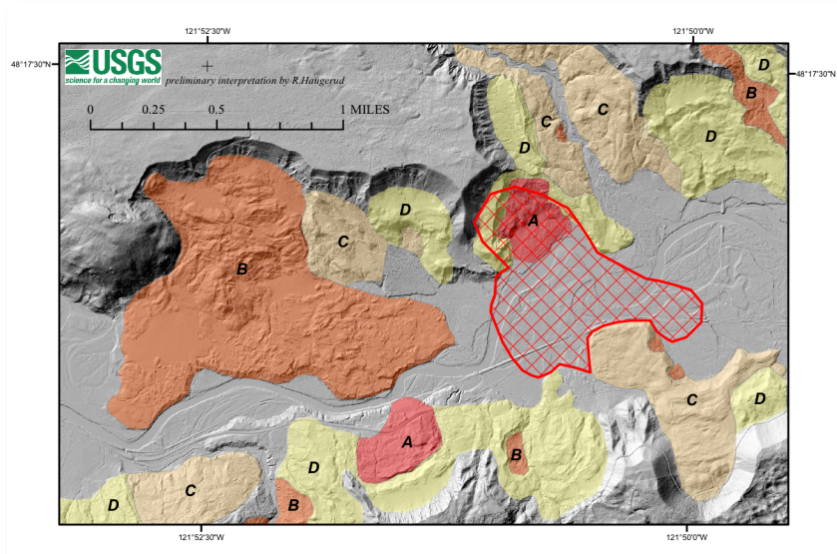 121°52'30"W
121°50'0"W
48°17'30"N
48°17'30"N
USGS
science for a changing world
preliminary interpretation by R.Haugerud
0 0.25 0.5 1 MILES
D
B
C
C
D
D
D
A
C
B
A
C
D
B
D
C
D
B
121°52'30"W
121°50'0"W